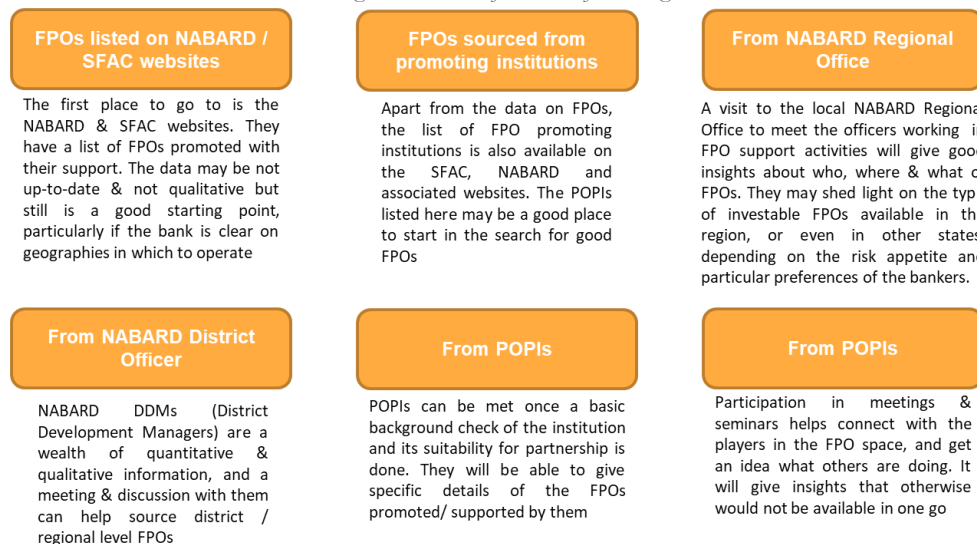 FPOs listed on NABARD /
SFAC websites
The first place to go to is the
NABARD & SFAC websites. They
have a list of FPOs promoted with
their support. The data may be not
up-to-date & not qualitative but
still is a good starting point,
particularly if the bank is clear on
geographies in which to operate
FPOs sourced from
promoting institutions
Apart from the data on FPOs,
the list of FPO promoting
institutions is also available on
the SFAC, NABARD and
associated websites. The POPIs
listed here may be a good place
to start in the search for good
FPOs
From NABARD Regional
Office
A visit to the local NABARD Regional
Office to meet the officers working in
FPO support activities will give good
insights about who, where & what of
FPOs. They may shed light on the type
of investable FPOs available in the
region, or even in other states
depending on the risk appetite and
particular preferences of the bankers.
From NABARD District
Officer
NABARD DDMs (District
Development Managers) are a
wealth of quantitative &
qualitative information, and a
meeting & discussion with them
can help source district /
regional level FPOs
From POPIs
POPIs can be met once a basic
background check of the institution
and its suitability for partnership is
done. They will be able to give
specific details of the FPOs
promoted/ supported by them
From POPIs
Participation in meetings &
seminars helps connect with the
players in the FPO space, and get
an idea what others are doing. It
will give insights that otherwise
would not be available in one go